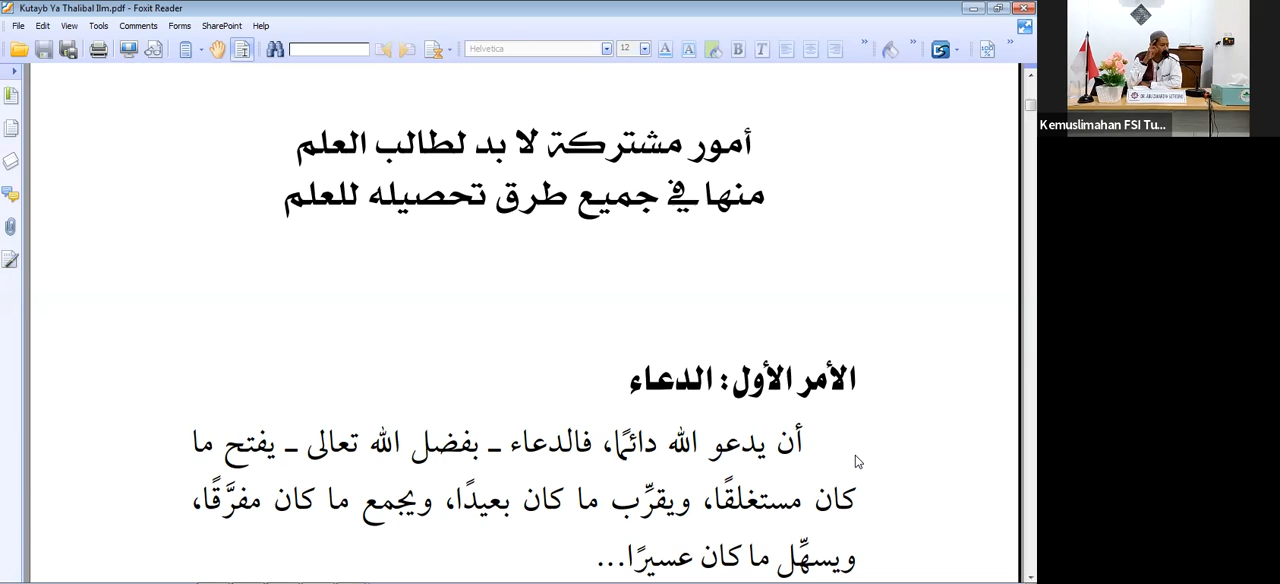 Kutayb Ya Thalibal Ilm.pdf - Foxit Reader
File Edit View Tools Comments Forms SharePoint Help
Helvetica 12
أمور مشتركة لا بد لطالب العلم
منها في جميع طرق تحصيله للعلم
الأمر الأول: الدعاء
أن يدعو الله دائمًا، فالدعاء ـ بفضل الله تعالى ـ يفتح ما
كان مستغلقًا، ويقرِّب ما كان بعيدًا، ويجمع ما كان مفرَّقًا،
ويسهِّل ما كان عسيرًا...
Kemuslimahan FSI Tu...